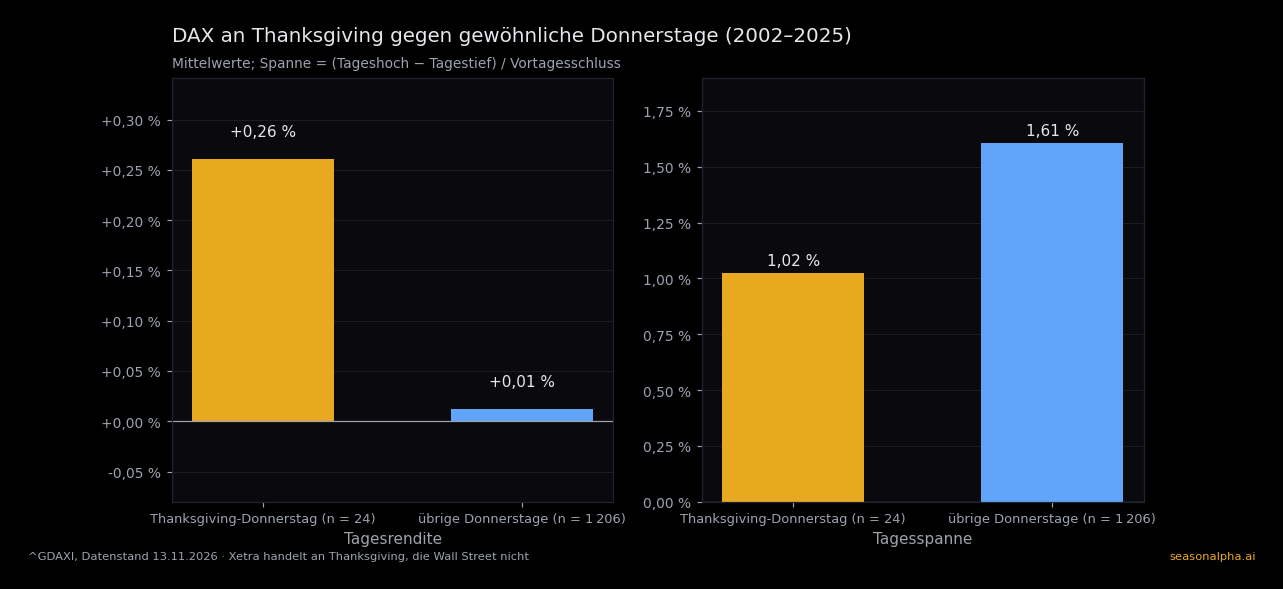 DAX an Thanksgiving gegen gewöhnliche Donnerstage (2002–2025)
Mittelwerte; Spanne = (Tageshoch − Tagestief) / Vortagesschluss
+0,30 %
+0,25 %
+0,20 %
+0,15 %
+0,10 %
+0,05 %
+0,00 %
-0,05 %
+0,26 %
+0,01 %
Thanksgiving-Donnerstag (n = 24)
übrige Donnerstage (n = 1 206)
Tagesrendite
1,75 %
1,50 %
1,25 %
1,00 %
0,75 %
0,50 %
0,25 %
0,00 %
1,02 %
1,61 %
Thanksgiving-Donnerstag (n = 24)
übrige Donnerstage (n = 1 206)
Tagesspanne
^GDAXI, Datenstand 13.11.2026 · Xetra handelt an Thanksgiving, die Wall Street nicht
seasonalpha.ai